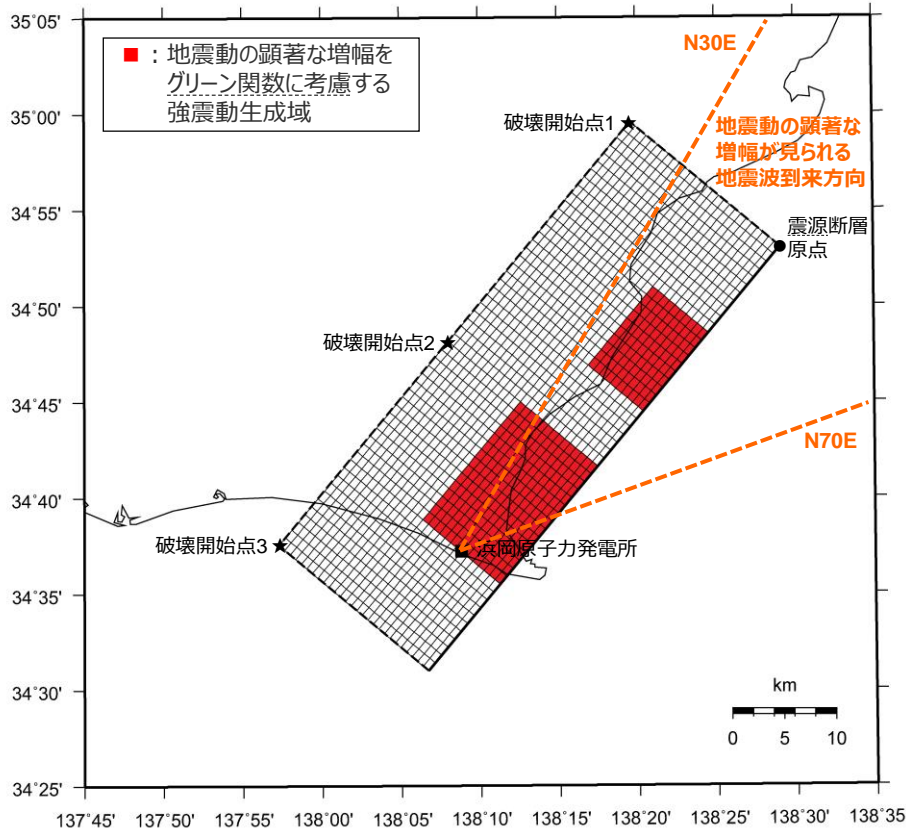 35˚05'
35˚00'
34˚55'
34˚50'
34˚45'
34˚40'
34˚35'
34˚30'
34˚25'
■ : 地震動の顕著な増幅を
グリーン関数に考慮する
強震動生成域
N30E
破壊開始点1
地震動の顕著な
増幅が見られる
地震波到来方向
震源断層
原点
破壊開始点2
N70E
破壊開始点3
浜岡原子力発電所
km
0 5 10
137˚45' 137˚50' 137˚55' 138˚00' 138˚05' 138˚10' 138˚15' 138˚20' 138˚25' 138˚30' 138˚35'